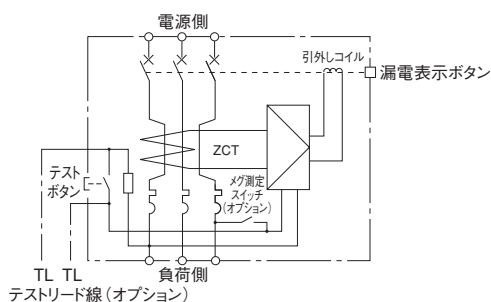 電源側
引外しコイル
漏電表示ボタン
ZCT
テスト
ボタン
メグ測定
スイッチ
(オプション)
TL TL
負荷側
テストリード線(オプション)